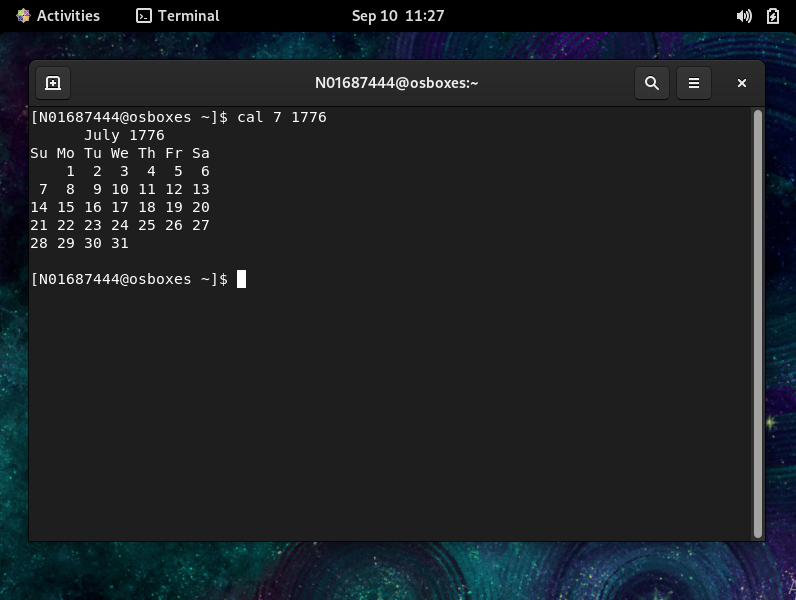 Activities Terminal Sep 10 11:27
N01687444@osboxes:~
[N01687444@osboxes ~]$ cal 7 1776
      July 1776
Su Mo Tu We Th Fr Sa
    1  2  3  4  5  6
 7  8  9 10 11 12 13
14 15 16 17 18 19 20
21 22 23 24 25 26 27
28 29 30 31
[N01687444@osboxes ~]$